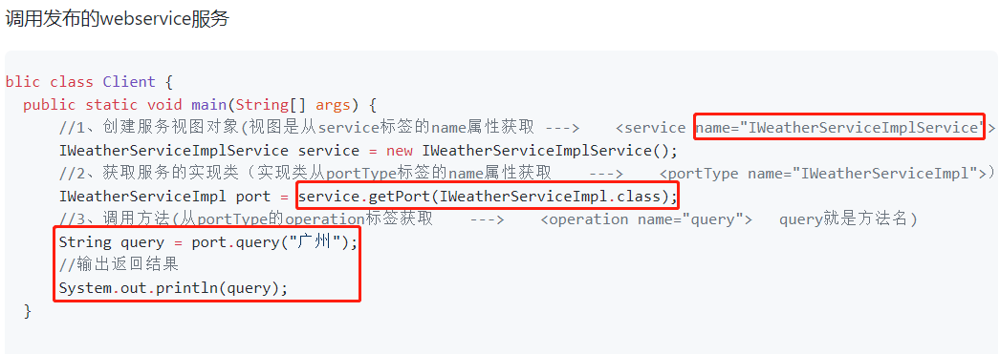 调用发布的webservice服务
blic class Client {
public static void main(String[] args) {
//1、创建服务视图对象(视图是从service标签的name属性获取 ---> <service name="IWeatherServiceImplService">
IWeatherServiceImplService service = new IWeatherServiceImplService();
//2、获取服务的实现类（实现类从portType标签的name属性获取 ---> <portType name="IWeatherServiceImpl">）
IWeatherServiceImpl port = service.getPort(IWeatherServiceImpl.class);
//3、调用方法(从portType的operation标签获取 ---> <operation name="query"> query就是方法名)
String query = port.query("广州");
//输出返回结果
System.out.println(query);
}